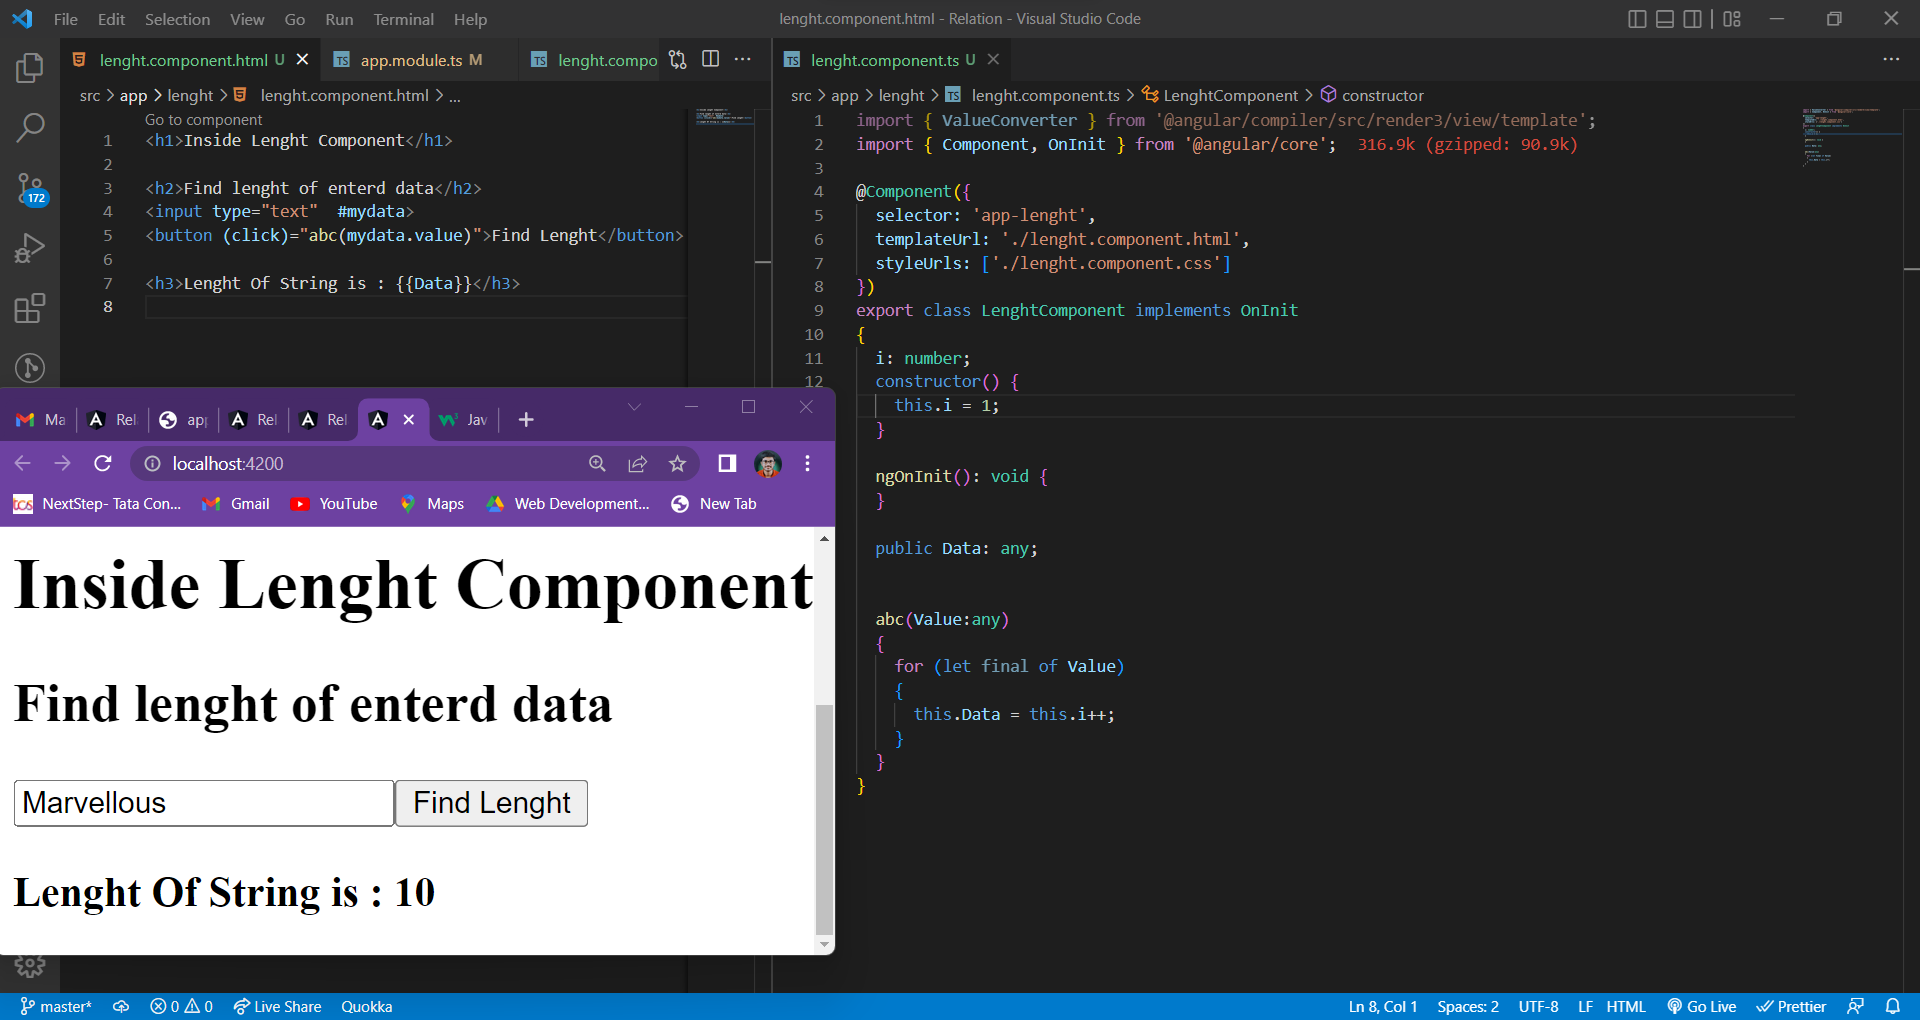 File Edit Selection View Go Run Terminal Help
lenght.component.html - Relation - Visual Studio Code
lenght.component.html U
TS app.module.ts M
TS lenght.compo
TS lenght.component.ts U
src > app > lenght > lenght.component.html > ...
src > app > lenght > TS lenght.component.ts > LenghtComponent > constructor
172
Go to component
1 <h1>Inside Lenght Component</h1>
2
3 <h2>Find lenght of enterd data</h2>
4 <input type="text"  #mydata>
5 <button (click)="abc(mydata.value)">Find Lenght</button>
6
7 <h3>Lenght Of String is : {{Data}}</h3>
8
1 import { ValueConverter } from '@angular/compiler/src/render3/view/template';
2 import { Component, OnInit } from '@angular/core';  316.9k (gzipped: 90.9k)
3
4 @Component({
5   selector: 'app-lenght',
6   templateUrl: './lenght.component.html',
7   styleUrls: ['./lenght.component.css']
8 })
9 export class LenghtComponent implements OnInit
10 {
11   i: number;
12   constructor() {
    this.i = 1;
  }
  ngOnInit(): void {
  }
  public Data: any;
  abc(Value:any)
  {
    for (let final of Value)
    {
      this.Data = this.i++;
    }
  }
}
Ma
Rel
app
Rel
Rel
Jav
localhost:4200
tcs NextStep- Tata Con...
Gmail
YouTube
Maps
Web Development...
New Tab
Inside Lenght Component
Find lenght of enterd data
Marvellous
Find Lenght
Lenght Of String is : 10
master*
0 0
Live Share
Quokka
Ln 8, Col 1
Spaces: 2
UTF-8
LF
HTML
Go Live
Prettier